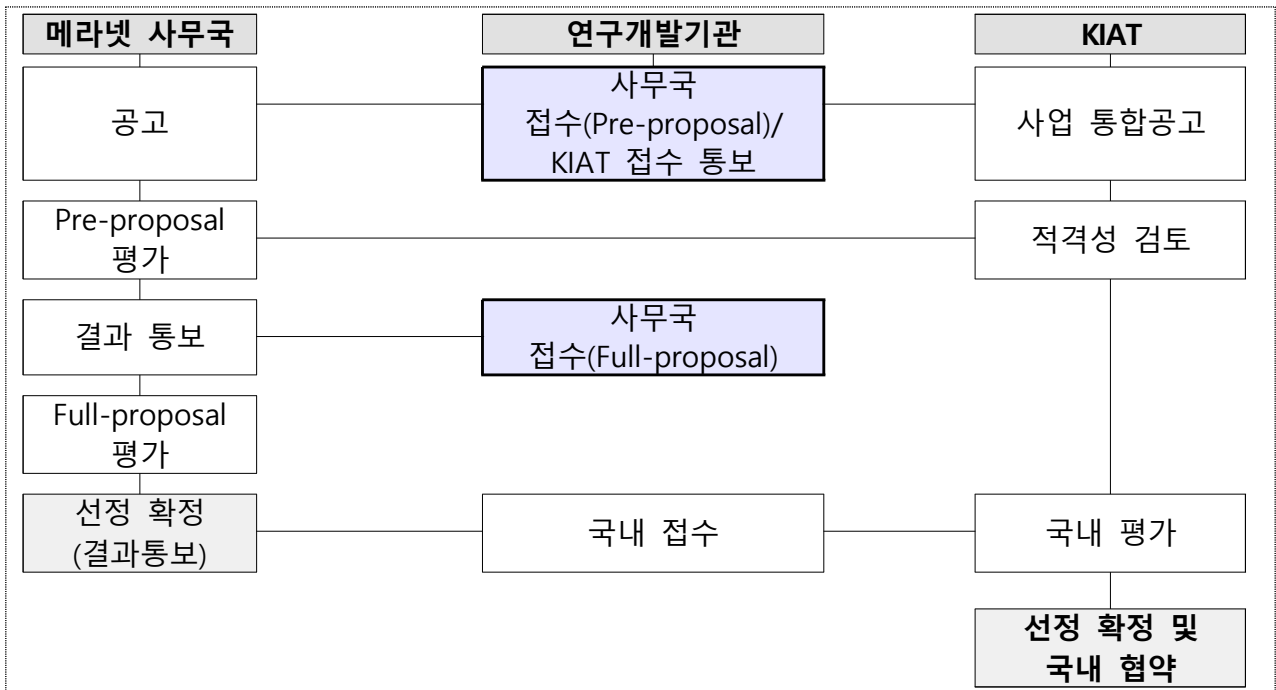 메라넷 사무국
연구개발기관
KIAT
공고
사무국
접수(Pre-proposal)/
KIAT 접수 통보
사업 통합공고
Pre-proposal
평가
적격성 검토
결과 통보
사무국
접수(Full-proposal)
Full-proposal
평가
선정 확정
(결과통보)
국내 접수
국내 평가
선정 확정 및
국내 협약